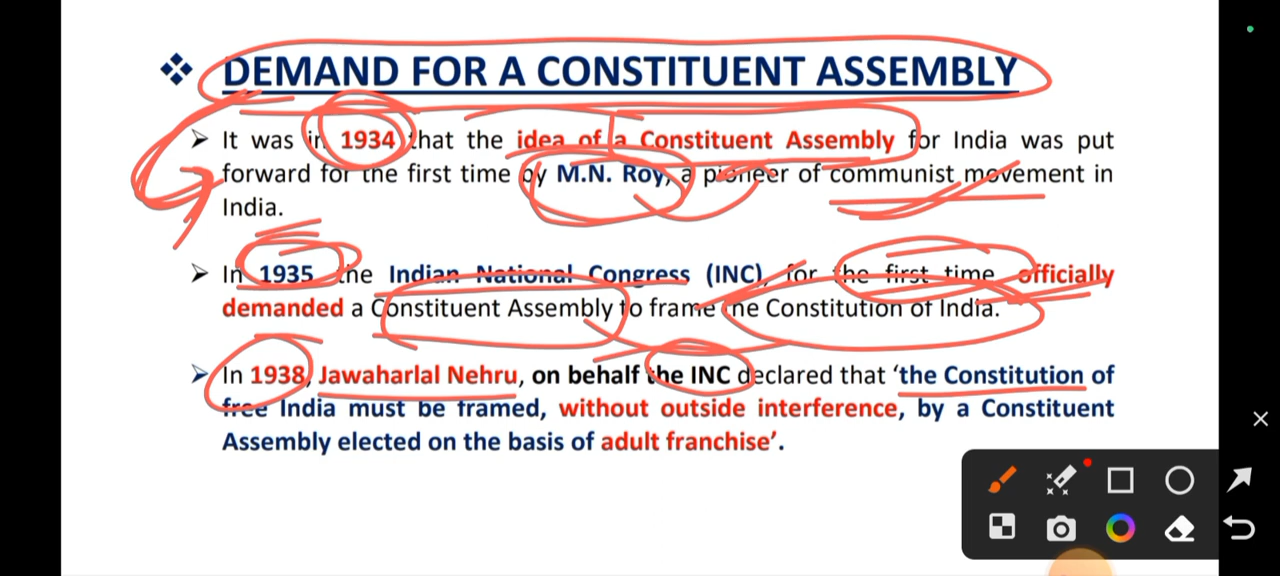 DEMAND FOR A CONSTITUENT ASSEMBLY
It was in 1934 that the idea of a Constituent Assembly for India was put
forward for the first time by M.N. Roy, a pioneer of communist movement in
India.
In 1935, the Indian National Congress (INC), for the first time, officially
demanded a Constituent Assembly to frame the Constitution of India.
In 1938, Jawaharlal Nehru, on behalf the INC declared that ‘the Constitution of
free India must be framed, without outside interference, by a Constituent
Assembly elected on the basis of adult franchise’.